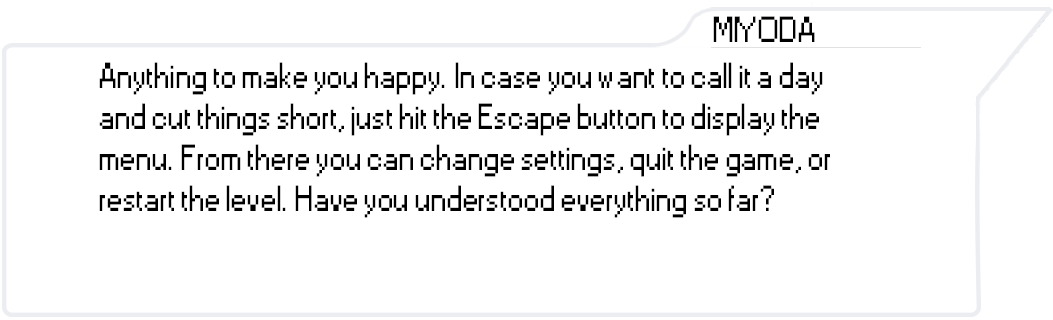 MIYODA
Anything to make you happy. In case you want to call it a day
and cut things short, just hit the Escape button to display the
menu. From there you can change settings, quit the game, or
restart the level. Have you understood everything so far?